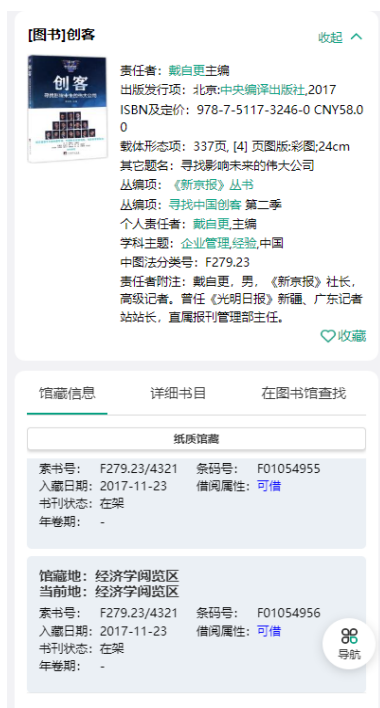 [图书]创客
收起
创客
寻找影响未来的伟大公司
责任者：戴自更主编
出版发行项：北京:中央编译出版社,2017
ISBN及定价：978-7-5117-3246-0 CNY58.0
0
载体形态项：337页, [4] 页图版:彩图;24cm
其它题名：寻找影响未来的伟大公司
丛编项：《新京报》丛书
丛编项：寻找中国创客 第二季
个人责任者：戴自更,主编
学科主题：企业管理,经验,中国
中图法分类号：F279.23
责任者附注：戴自更，男，《新京报》社长，
高级记者。曾任《光明日报》新疆、广东记者
站站长，直属报刊管理部主任。
收藏
馆藏信息 详细书目 在图书馆查找
纸质馆藏
索书号： F279.23/4321 条码号： F01054955
入藏日期： 2017-11-23 借阅属性： 可借
书刊状态： 在架
年卷期： -
馆藏地：经济学阅览区
当前地：经济学阅览区
索书号： F279.23/4321 条码号： F01054956
入藏日期： 2017-11-23 借阅属性： 可借
书刊状态： 在架
年卷期： -
导航